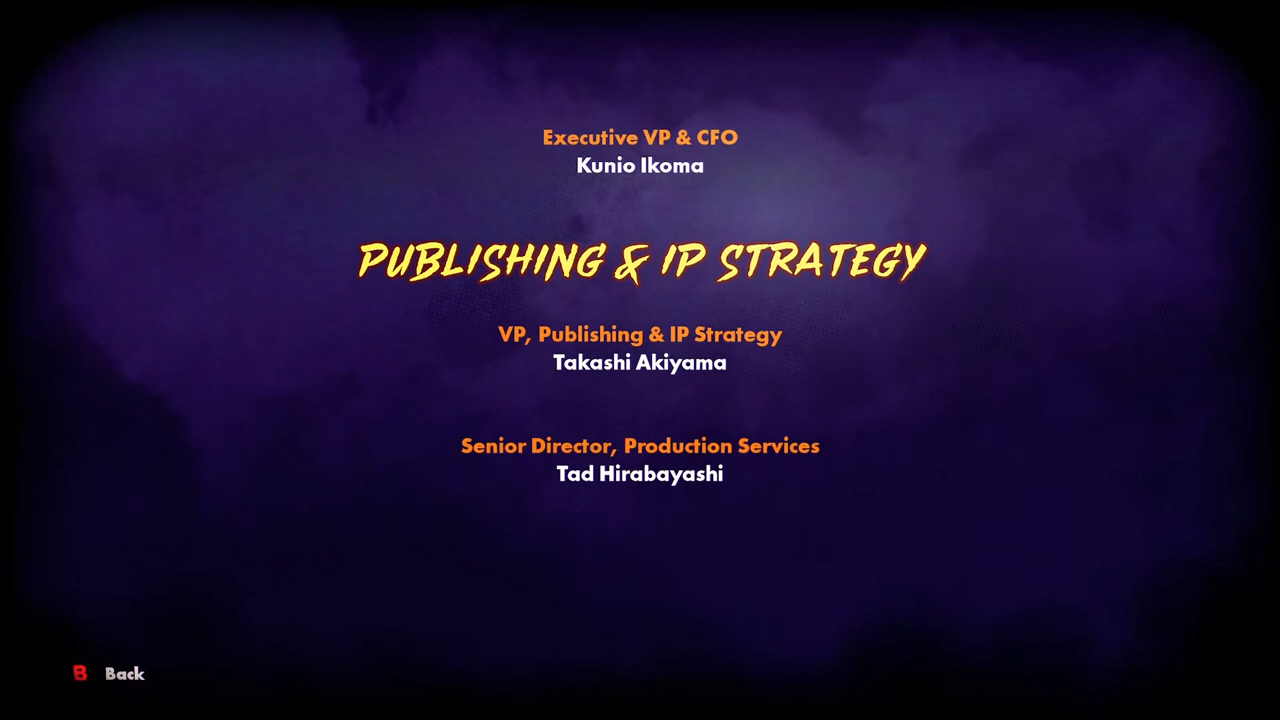 Executive VP & CFO
Kunio Ikoma
PUBLISHING & IP STRATEGY
VP, Publishing & IP Strategy
Takashi Akiyama
Senior Director, Production Services
Tad Hirabayashi
B Back